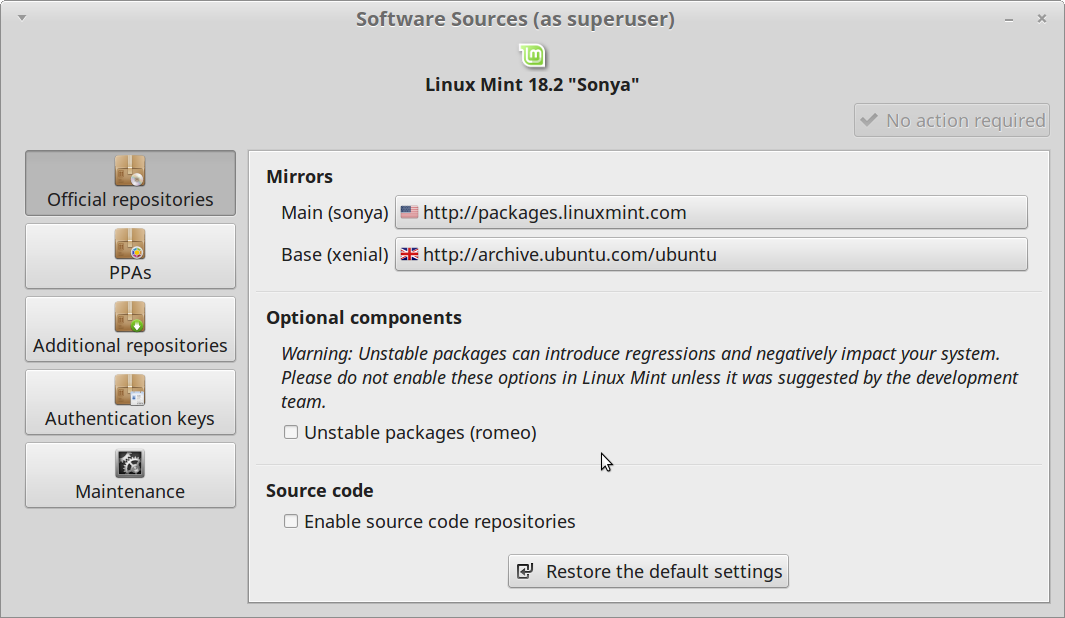 Software Sources (as superuser)
Linux Mint 18.2 "Sonya"
No action required
Official repositories
PPAs
Additional repositories
Authentication keys
Maintenance
Mirrors
Main (sonya) http://packages.linuxmint.com
Base (xenial) http://archive.ubuntu.com/ubuntu
Optional components
Warning: Unstable packages can introduce regressions and negatively impact your system.
Please do not enable these options in Linux Mint unless it was suggested by the development
team.
Unstable packages (romeo)
Source code
Enable source code repositories
Restore the default settings